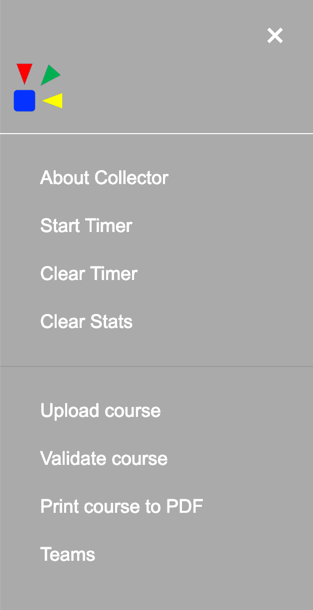 About Collector
Start Timer
Clear Timer
Clear Stats
Upload course
Validate course
Print course to PDF
Teams